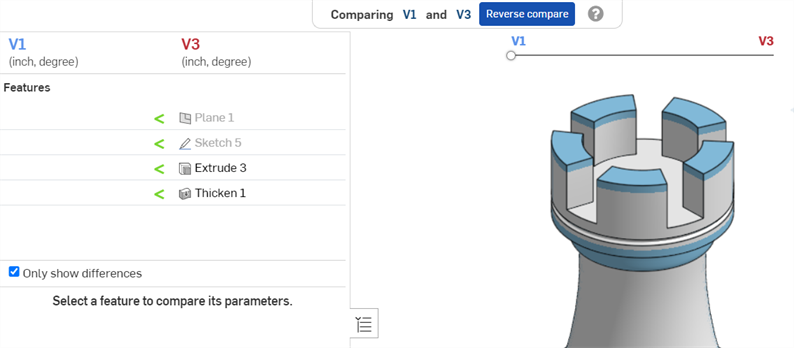 Comparing V1 and V3 Reverse compare ?
V1 V3
(inch, degree) (inch, degree)
V1 V3
Features
< Plane 1
< Sketch 5
< Extrude 3
< Thicken 1
Only show differences
Select a feature to compare its parameters.